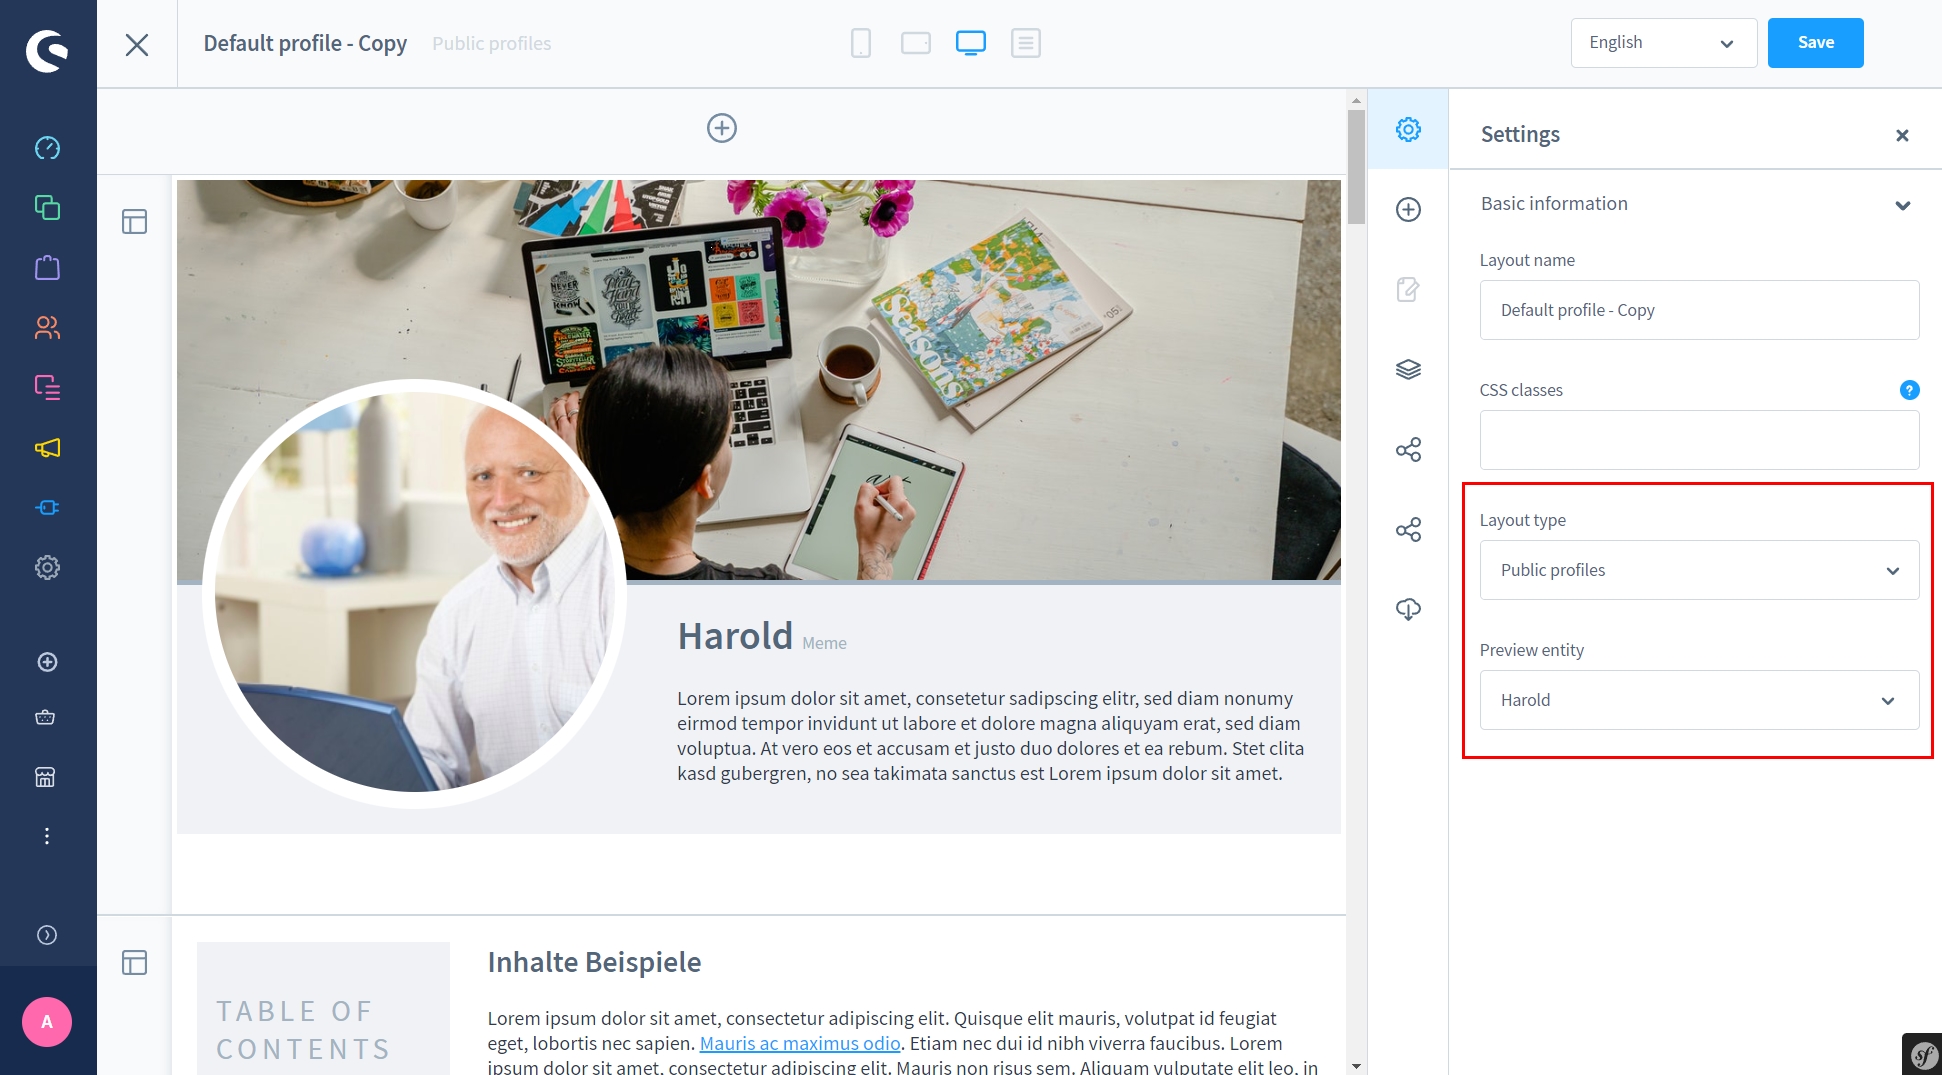 Default profile - Copy
Public profiles
English
Save
Settings
Basic information
Layout name
Default profile - Copy
CSS classes
?
Layout type
Public profiles
Preview entity
Harold
Harold Meme
Lorem ipsum dolor sit amet, consetetur sadipscing elitr, sed diam nonumy
eirmod tempor invidunt ut labore et dolore magna aliquyam erat, sed diam
voluptua. At vero eos et accusam et justo duo dolores et ea rebum. Stet clita
kasd gubergren, no sea takimata sanctus est Lorem ipsum dolor sit amet.
Inhalte Beispiele
TABLE OF
CONTENTS
Lorem ipsum dolor sit amet, consectetur adipiscing elit. Quisque elit mauris, volutpat id feugiat
eget, lobortis nec sapien. Mauris ac maximus odio. Etiam nec dui id nibh viverra faucibus. Lorem
ipsum dolor sit amet, consectetur adipiscing elit. Mauris non risus sem. Aliquam vulputate elit leo, in
A
sf